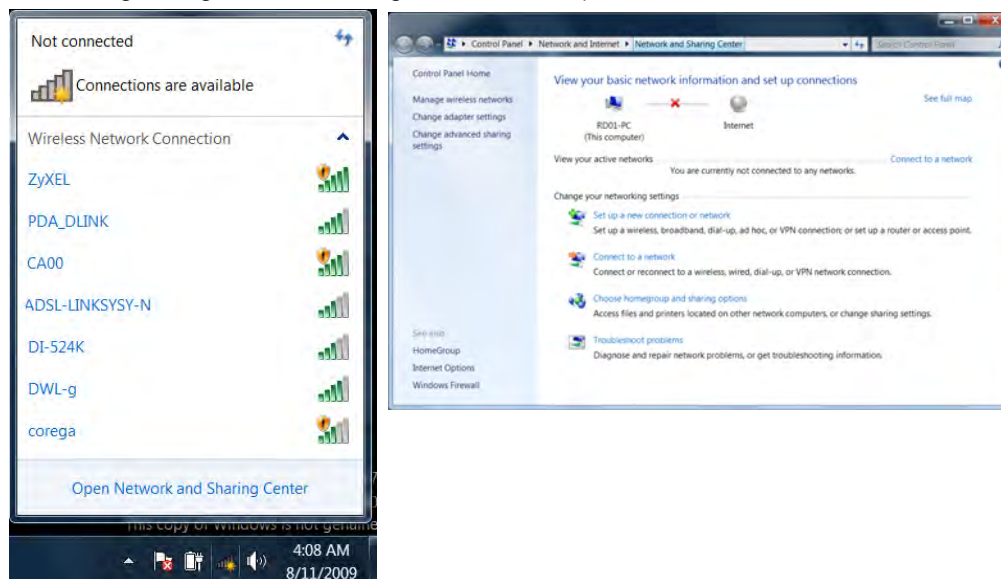 Not connected
Connections are available
Wireless Network Connection
ZyXEL
PDA_DLINK
CA00
ADSL-LINKSYSY-N
DI-524K
DWL-g
corega
Open Network and Sharing Center
This copy of Windows is not genuine
4:08 AM
8/11/2009
Control Panel Network and Internet Network and Sharing Center Search Control Panel
Control Panel Home
Manage wireless networks
Change adapter settings
Change advanced sharing
settings
See also
HomeGroup
Internet Options
Windows Firewall
View your basic network information and set up connections
See full map
RD01-PC
(This computer)
Internet
View your active networks
Connect to a network
You are currently not connected to any networks.
Change your networking settings
Set up a new connection or network
Set up a wireless, broadband, dial-up, ad hoc, or VPN connection; or set up a router or access point.
Connect to a network
Connect or reconnect to a wireless, wired, dial-up, or VPN network connection.
Choose homegroup and sharing options
Access files and printers located on other network computers, or change sharing settings.
Troubleshoot problems
Diagnose and repair network problems, or get troubleshooting information.